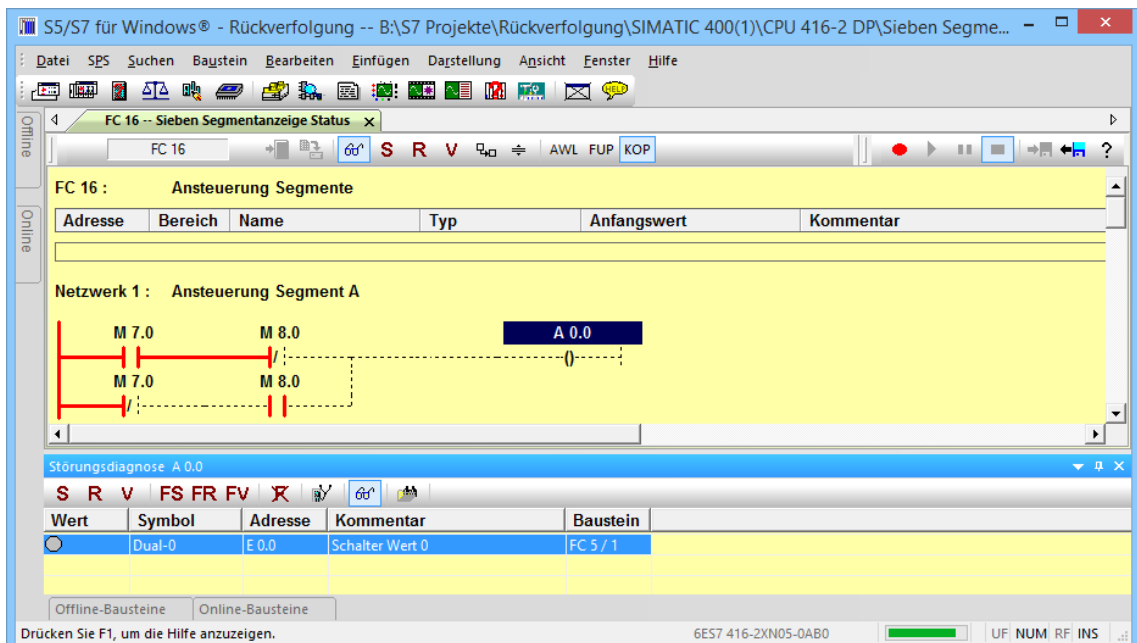 S5/S7 für Windows® - Rückverfolgung -- B:\S7 Projekte\Rückverfolgung\SIMATIC 400(1)\CPU 416-2 DP\Sieben Segme...
Datei SPS Suchen Baustein Bearbeiten Einfügen Darstellung Ansicht Fenster Hilfe
HELP
Offline
Online
FC 16 -- Sieben Segmentanzeige Status x
FC 16 S R V AWL FUP KOP ?
FC 16 : Ansteuerung Segmente
Adresse Bereich Name Typ Anfangswert Kommentar
Netzwerk 1 : Ansteuerung Segment A
M 7.0 M 8.0 A 0.0
M 7.0 M 8.0
Störungsdiagnose A 0.0
S R V FS FR FV R
Wert Symbol Adresse Kommentar Baustein
Dual-0 E 0.0 Schalter Wert 0 FC 5 / 1
Offline-Bausteine Online-Bausteine
Drücken Sie F1, um die Hilfe anzuzeigen. 6ES7 416-2XN05-0AB0 UF NUM RF INS